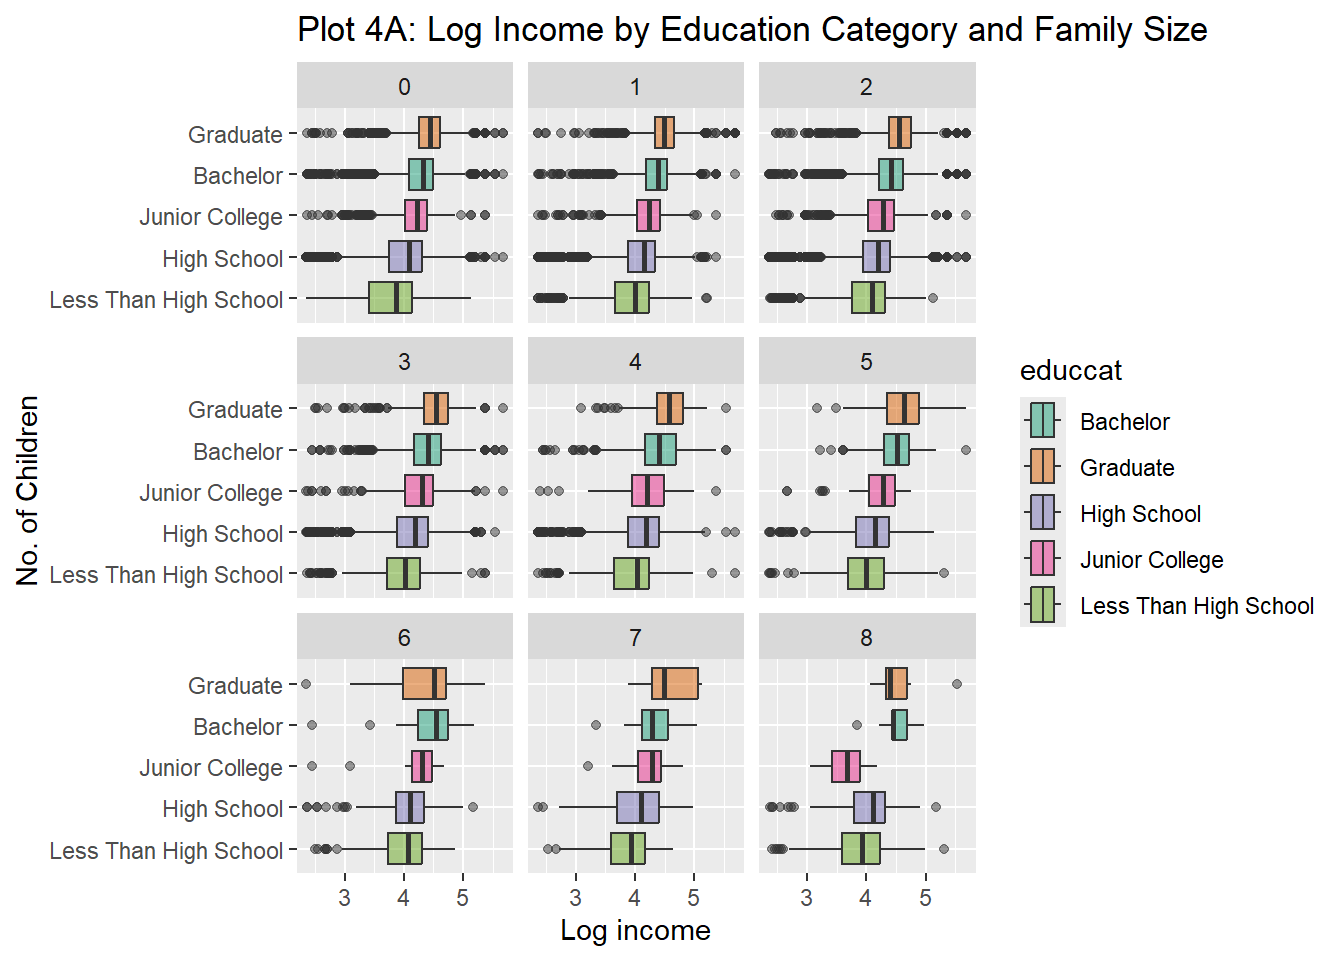 Plot 4A: Log Income by Education Category and Family Size
0
1
2
Graduate
Bachelor
Junior College
High School
Less Than High School
3
4
5
Graduate
Bachelor
Junior College
High School
Less Than High School
6
7
8
Graduate
Bachelor
Junior College
High School
Less Than High School
3 4 5
3 4 5
3 4 5
Log income
No. of Children
educcat
Bachelor
Graduate
High School
Junior College
Less Than High School